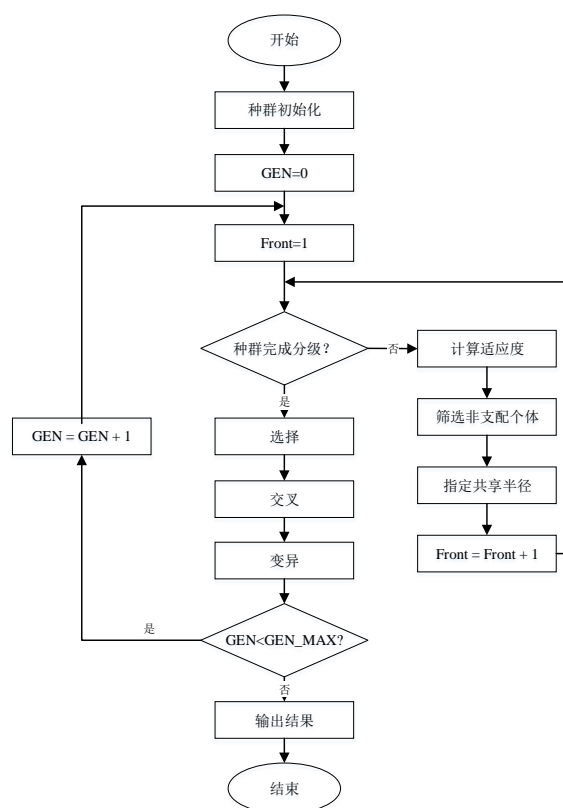 开始
种群初始化
GEN=0
Front=1
种群完成分级？
否
计算适应度
是
筛选非支配个体
GEN = GEN + 1
选择
交叉
指定共享半径
变异
Front = Front + 1
是
GEN<GEN_MAX?
否
输出结果
结束